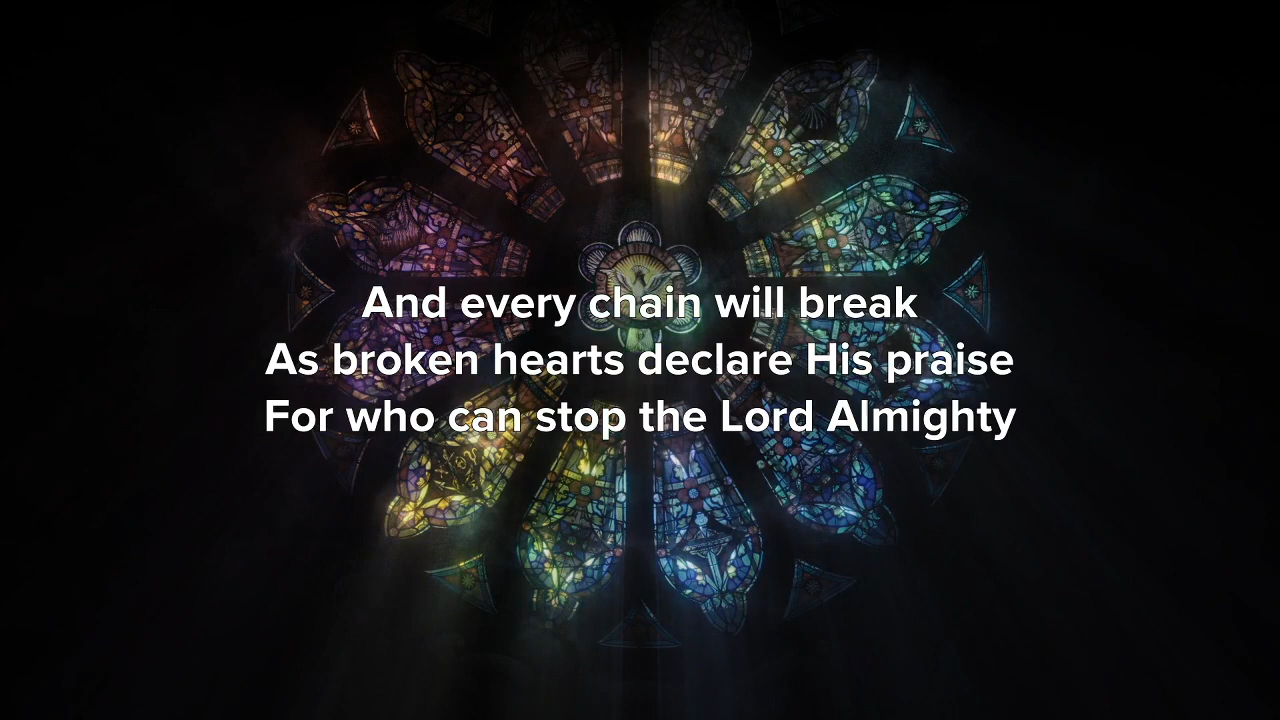 And every chain will break
As broken hearts declare His praise
For who can stop the Lord Almighty